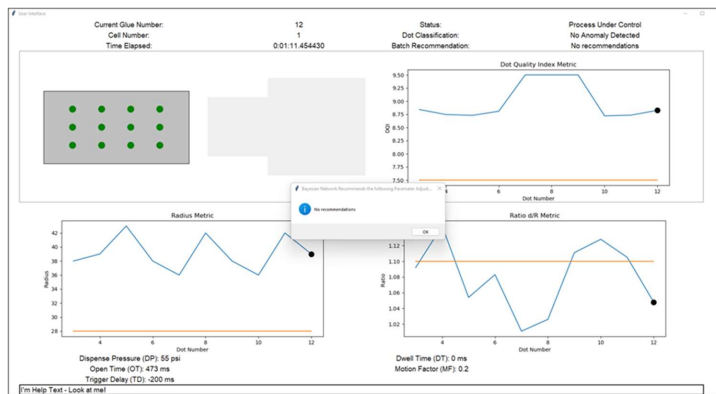 User Interface
Current Glue Number: 12 Status: Process Under Control
Cell Number: 1 Dot Classification: No Anomaly Detected
Time Elapsed: 0:01:11.454430 Batch Recommendation: No recommendations
Dot Quality Index Metric
9.50
9.25
9.00
8.75
8.50
8.25
8.00
7.75
7.50
DQI
4 6 8 10 12
Dot Number
Bayesian Network Recommends the following Parameter Adjust...
No recommendations
OK
Radius Metric
42
40
38
36
34
32
30
28
Radius
4 6 8 10 12
Dot Number
Ratio d/R Metric
1.12
1.10
1.08
1.06
1.04
1.02
Ratio
4 6 8 10 12
Dot Number
Dispense Pressure (DP): 55 psi
Open Time (OT): 473 ms
Trigger Delay (TD): -200 ms
Dwell Time (DT): 0 ms
Motion Factor (MF): 0.2
I'm Help Text - Look at me!